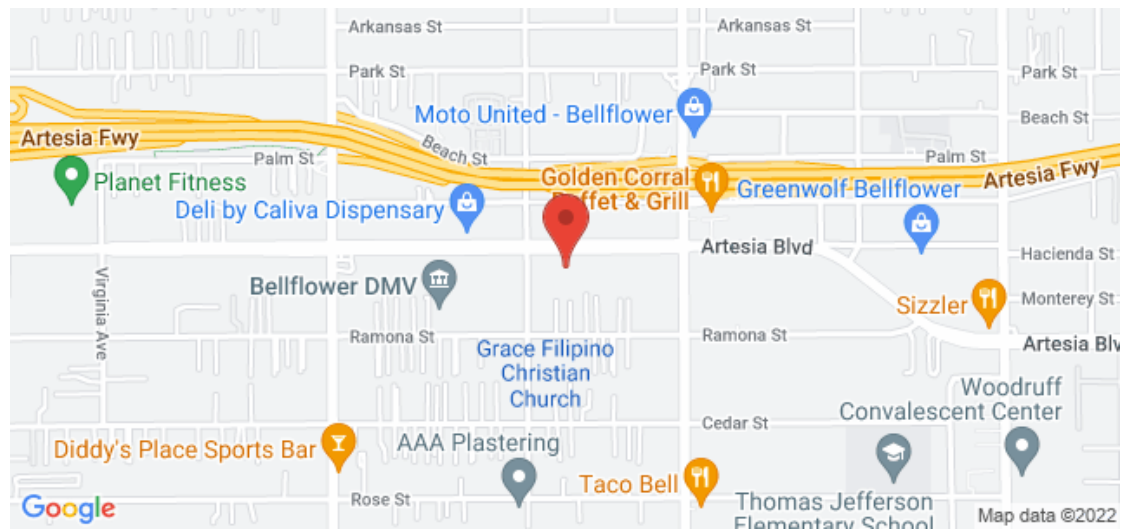 Arkansas St
Arkansas St
Park St
Park St
Park St
Moto United - Bellflower
Beach St
Artesia Fwy
Beach St
Palm St
Palm St
Artesia Fwy
Planet Fitness
Golden Corral
Buffet & Grill
Greenwolf Bellflower
Deli by Caliva Dispensary
Artesia Blvd
Hacienda St
Bellflower DMV
Virginia Ave
Sizzler
Monterey St
Ramona St
Ramona St
Artesia Blv
Grace Filipino
Christian
Church
Woodruff
Convalescent Center
Cedar St
Diddy's Place Sports Bar
AAA Plastering
Taco Bell
Rose St
Thomas Jefferson
Elementary School
Google
Map data ©2022